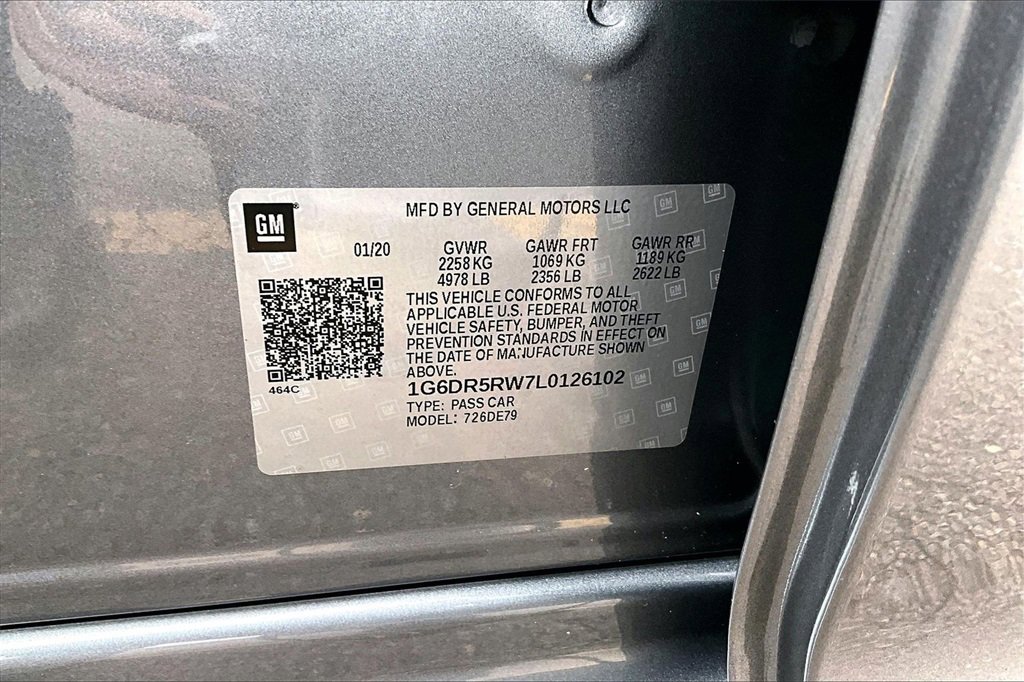 GM®
MFD BY GENERAL MOTORS LLC
01/20 GVWR GAWR FRT GAWR RR
2258 KG 1069 KG 1189 KG
4978 LB 2356 LB 2622 LB
THIS VEHICLE CONFORMS TO ALL
APPLICABLE U.S. FEDERAL MOTOR
VEHICLE SAFETY, BUMPER, AND THEFT
PREVENTION STANDARDS IN EFFECT ON
THE DATE OF MANUFACTURE SHOWN
ABOVE.
464C
1G6DR5RW7L0126102
TYPE: PASS CAR
MODEL: 726DE79